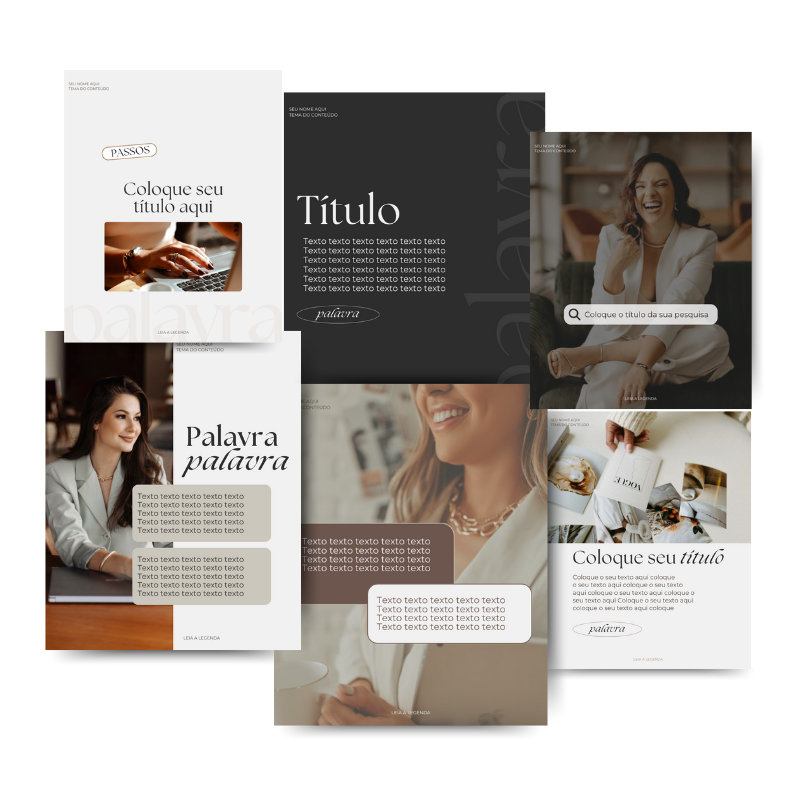 SEU NOME AQUI
TEMA DO CONTEÚDO
PASSOS
Coloque seu
título aqui
palavra
LEIA A LEGENDA
SEU NOME AQUI
TEMA DO CONTEÚDO
Título
Texto texto texto texto texto texto
Texto texto texto texto texto texto
Texto texto texto texto texto texto
Texto texto texto texto texto texto
Texto texto texto texto texto texto
Texto texto texto texto texto texto
palavra
palavra
SEU NOME AQUI
TEMA DO CONTEÚDO
Coloque o título da sua pesquisa
LEIA A LEGENDA
SEU NOME AQUI
TEMA DO CONTEÚDO
Palavra
palavra
Texto texto texto texto texto
Texto texto texto texto texto
Texto texto texto texto texto
Texto texto texto texto texto
Texto texto texto texto texto
Texto texto texto texto texto
Texto texto texto texto texto
Texto texto texto texto texto
Texto texto texto texto texto
Texto texto texto texto texto
LEIA A LEGENDA
AQUI
CONTEÚDO
Texto texto texto texto texto
Texto texto texto texto texto
Texto texto texto texto texto
Texto texto texto texto texto
Texto texto texto texto texto
Texto texto texto texto texto
Texto texto texto texto texto
Texto texto texto texto texto
LEIA A LEGENDA
SEU NOME AQUI
TEMA DO CONTEÚDO
VOGUE
Coloque seu título
Coloque o seu texto aqui coloque
o seu texto aqui coloque o seu texto
aqui coloque o seu texto aqui coloque o
seu texto aqui Coloque o seu texto aqui
coloque o seu texto aqui coloque
palavra
LEIA A LEGENDA